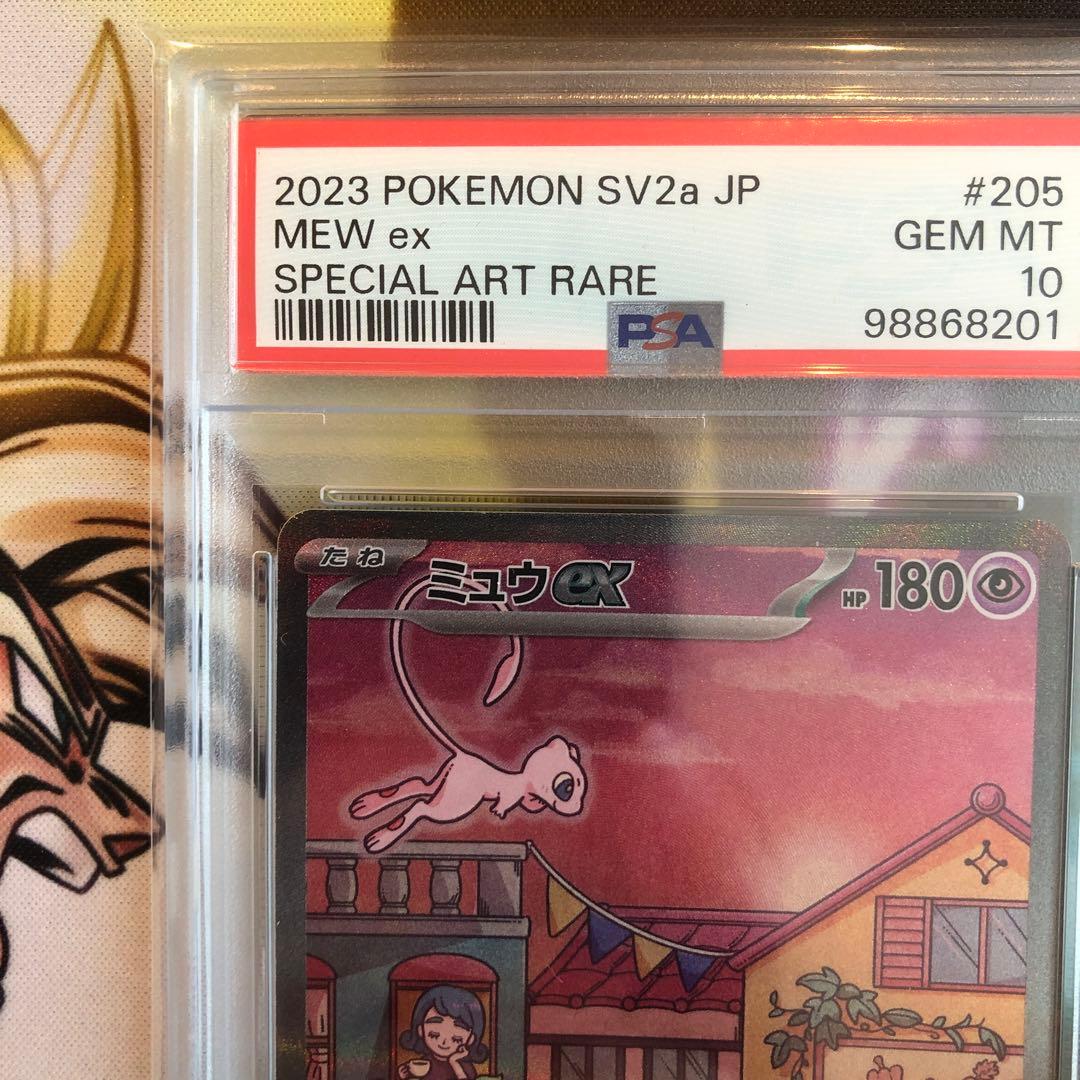 2023 POKEMON SV2a JP #205
MEW ex GEM MT
SPECIAL ART RARE 10
PSA 98868201
たね ミュウex HP 180